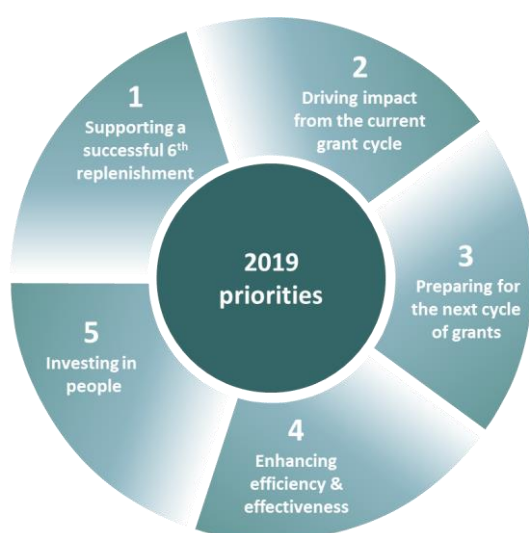 2019
priorities
1
Supporting a
successful 6th
replenishment
2
Driving impact
from the current
grant cycle
3
Preparing for
the next cycle
of grants
4
Enhancing
efficiency &
effectiveness
5
Investing in
people